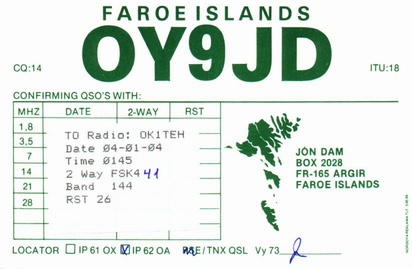 FAROE ISLANDS
OY9JD
CQ:14
ITU:18
CONFIRMING QSO'S WITH:
MHZ DATE 2-WAY RST
1,8
3,5
7
14
21
28
TO Radio: OK1TEH
Date 04-01-04
Time 0145
2 Way FSK441
Band 144
RST 26
JÓN DAM
BOX 2028
FR-165 ARGIR
FAROE ISLANDS
LOCATOR IP 61 OX IP 62 OA PSE/TNX QSL Vy 73